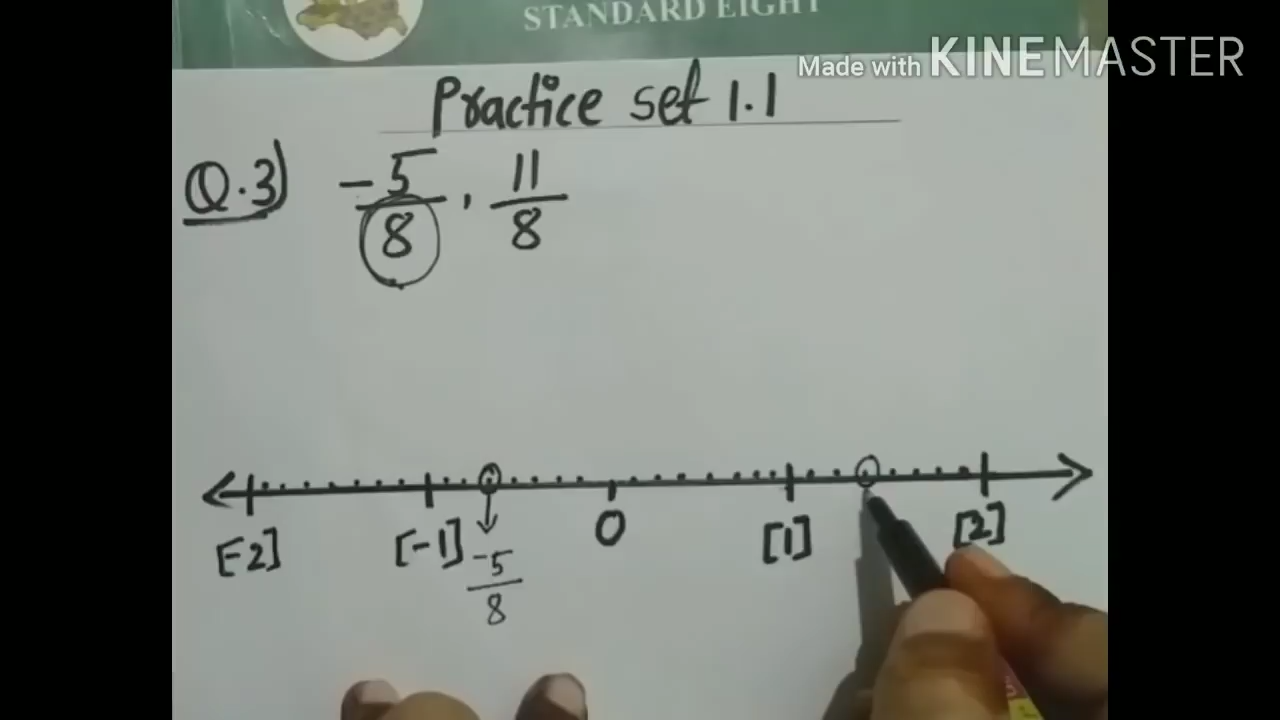 STANDARD EIGHT
Made with KINEMASTER
Practice set 1.1
Q.3) -5/8, 11/8
[-2] [-1] 0 [1] [2]
-5/8